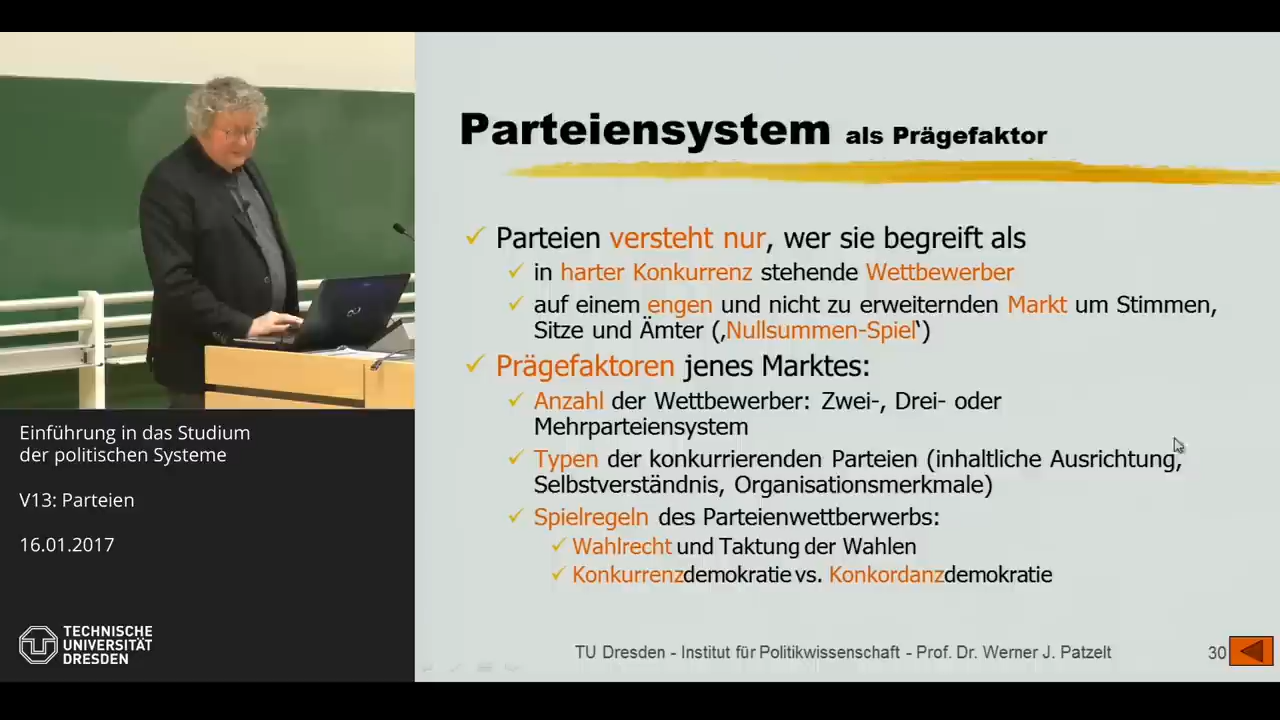 Parteiensystem als Prägefaktor
Parteien versteht nur, wer sie begreift als
in harter Konkurrenz stehende Wettbewerber
auf einem engen und nicht zu erweiternden Markt um Stimmen,
Sitze und Ämter (‚Nullsummen-Spiel‘)
Prägefaktoren jenes Marktes:
Anzahl der Wettbewerber: Zwei-, Drei- oder
Mehrparteiensystem
Typen der konkurrierenden Parteien (inhaltliche Ausrichtung,
Selbstverständnis, Organisationsmerkmale)
Spielregeln des Parteienwettberwerbs:
Wahlrecht und Taktung der Wahlen
Konkurrenzdemokratie vs. Konkordanzdemokratie
TU Dresden - Institut für Politikwissenschaft - Prof. Dr. Werner J. Patzelt
30
Einführung in das Studium
der politischen Systeme
V13: Parteien
16.01.2017
TECHNISCHE
UNIVERSITÄT
DRESDEN